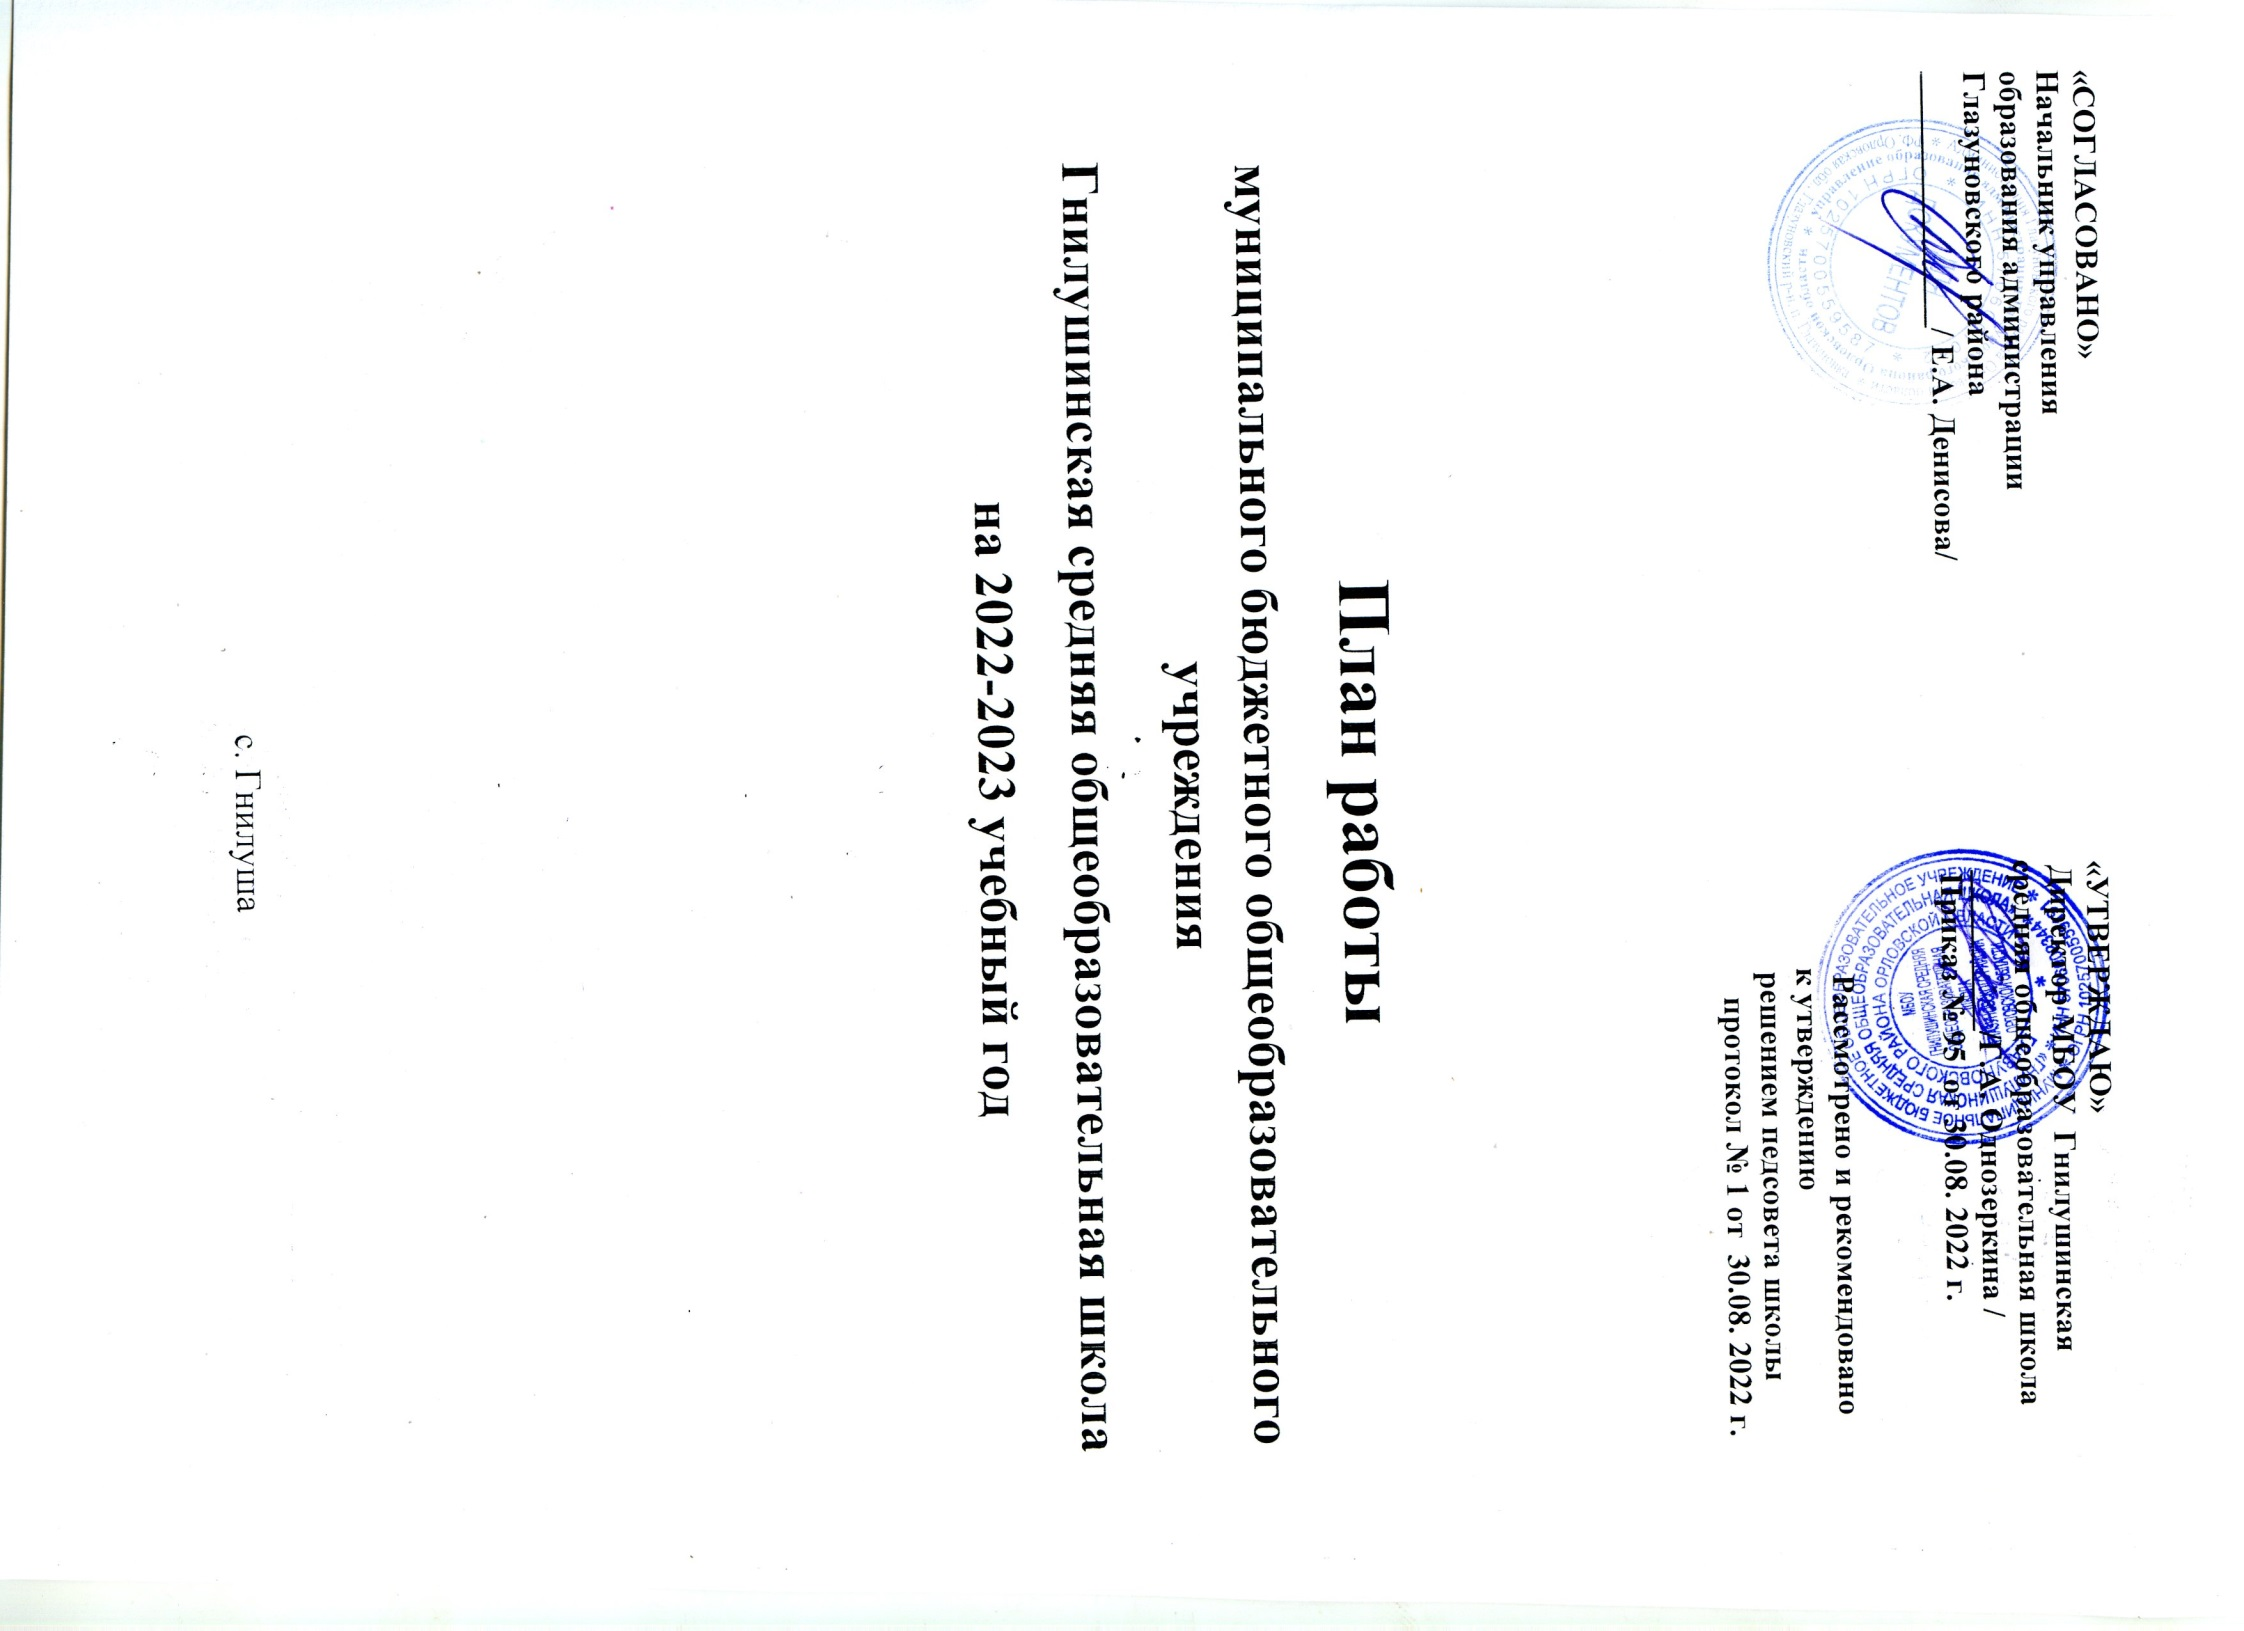 «СОГЛАСОВАНО»
Начальник управления
образования администрации
Глазуновского района
/ Е.А. Денисова/
«УТВЕРЖДАЮ»
Директор МБОУ Гнилушинская
средняя общеобразовательная школа
Однозеркина /
Приказ № 95 от 30.08. 2022 г.
Рассмотрено и рекомендовано
к утверждению
решением педсовета школы
протокол № 1 от 30.08. 2022 г.
План работы
муниципального бюджетного общеобразовательного
учреждения
Гнилушинская средняя общеобразовательная школа
на 2022-2023 учебный год
с. Гнилуша